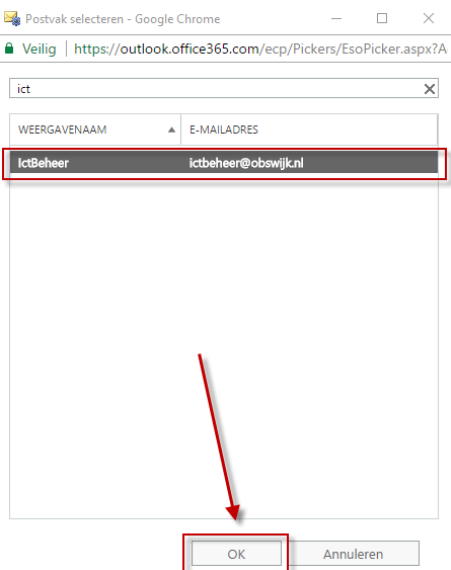 Postvak selecteren - Google Chrome
Veilig | https://outlook.office365.com/ecp/Pickers/EsoPicker.aspx?A
ict
WEERGAVENAAM E-MAILADRES
IctBeheer ictbeheer@obswijk.nl
OK Annuleren